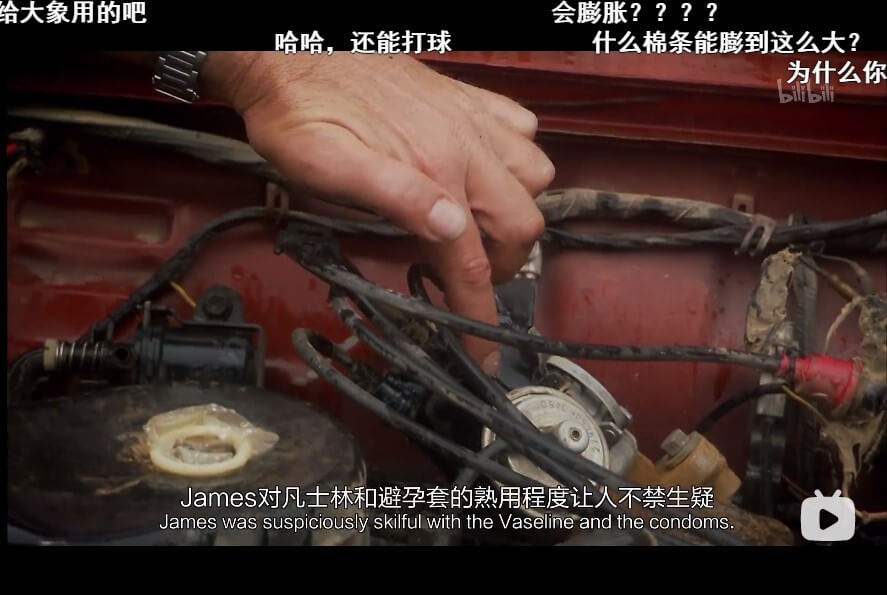 给大象用的吧
会膨胀？？？？
哈哈，还能打球
什么棉条能膨到这么大？
为什么你
bilibili
James对凡士林和避孕套的熟用程度让人不禁生疑
James was suspiciously skilful with the Vaseline and the condoms.